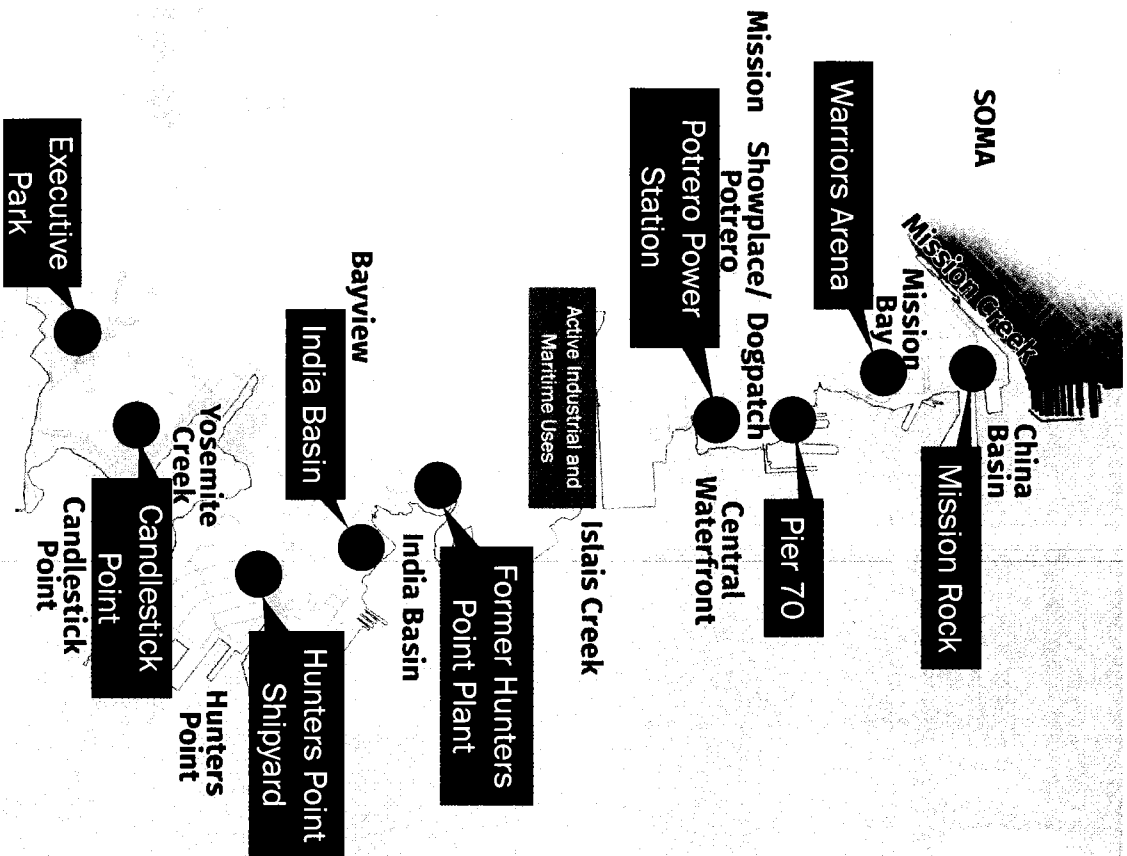 SOMA
Mission Creek
China
Basin
Mission Rock
Mission
Bay
Warriors Arena
Pier 70
Mission Showplace/ Dogpatch
Potrero
Central
Waterfront
Potrero Power
Station
Islais Creek
Active Industrial and
Maritime Uses
Former Hunters
Point Plant
India Basin
Bayview
India Basin
Hunters Point
Shipyard
Hunters
Point
Yosemite
Creek
Candlestick
Point
Candlestick
Point
Executive
Park